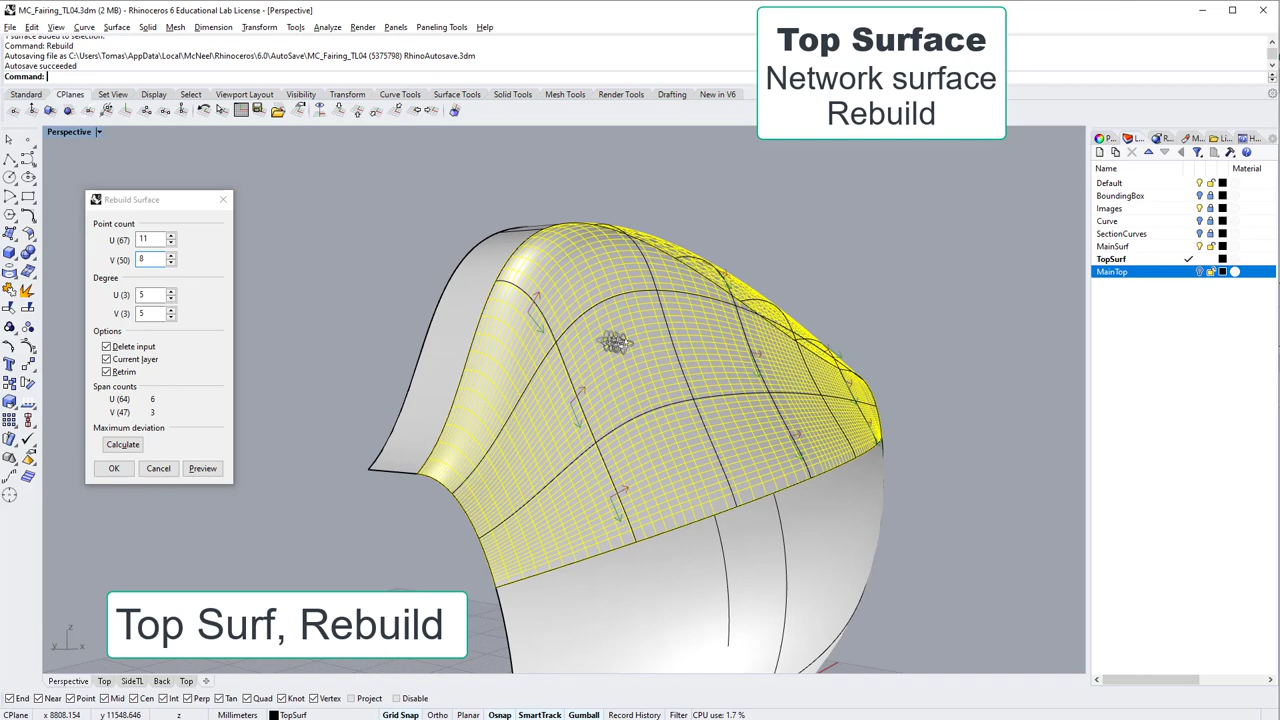 MC_Fairing_TL04.3dm (2 MB) - Rhinoceros 6 Educational Lab License - [Perspective]
File Edit View Curve Surface Solid Mesh Dimension Transform Tools Analyze Render Panels Paneling Tools Help
1 surface added to selection.
Command: Rebuild
Autosaving file as C:\Users\Tomas\AppData\Local\McNeel\Rhinoceros\6.0\AutoSave\MC_Fairing_TL04 (5375798) RhinoAutosave.3dm
Autosave succeeded
Command:
Standard CPlanes Set View Display Select Viewport Layout Visibility Transform Curve Tools Surface Tools Solid Tools Mesh Tools Render Tools Drafting New in V6
Top Surface
Network surface
Rebuild
Perspective
P... L... R... M... Li... H...
Name Material
Default
BoundingBox
Images
Curve
SectionCurves
MainSurf
TopSurf
MainTop
Rebuild Surface
Point count
U (67) 11
V (50) 8
Degree
U (3) 5
V (3) 5
Options
Delete input
Current layer
Retrim
Span counts
U (64) 6
V (47) 3
Maximum deviation
Calculate
OK Cancel Preview
Top Surf, Rebuild
z
y x
Perspective Top SideTL Back Top
End Near Point Mid Cen Int Perp Tan Quad Knot Vertex Project Disable
CPlane x 8808.154 y 11548.646 z Millimeters TopSurf Grid Snap Ortho Planar Osnap SmartTrack Gumball Record History Filter CPU use: 1.7 %